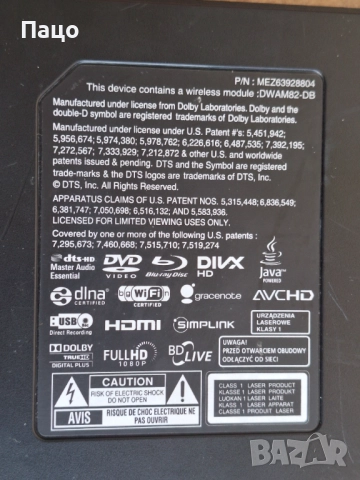 Пацо
P/N : MEZ63928804
This device contains a wireless module :DWAM82-DB
Manufactured under license from Dolby Laboratories. Dolby and the
double-D symbol are registered trademarks of Dolby Laboratories.
Manufactured under license under U.S. Patent #'s: 5,451,942;
5,956,674; 5,974,380; 5,978,762; 6,226,616; 6,487,535; 7,392,195;
7,272,567; 7,333,929; 7,212,872 & other U.S. and worldwide
patents issued & pending. DTS and the Symbol are registered
trade-marks & the DTS logos are trademarks of DTS, Inc.
© DTS, Inc. All Rights Reserved.
APPARATUS CLAIMS OF U.S. PATENT NOS. 5,315,448; 6,836,549;
6,381,747; 7,050,698; 6,516,132; AND 5,583,936.
LICENSED FOR LIMITED VIEWING USES ONLY.
Covered by one or more of the following U.S. patents:
7,295,673; 7,460,668; 7,515,710; 7,519,274
dts-HD
Master Audio
Essential
DVD
VIDEO
Blu-ray Disc
DIVX
HD
Java
POWERED
dlna
CERTIFIED
Wi Fi
CERTIFIED
gracenote
AVCHD
USB
Direct Recording
HDMI
SIMPLINK
URZĄDZENIA
LASEROWE
KLASY 1
DOLBY
TRUEHD
DIGITAL PLUS
FULL HD
1080P
BD LIVE
UWAGA!
PRZED OTWARCIEM OBUDOWY
ODŁĄCZYĆ OD SIECI
CAUTION
RISK OF ELECTRIC SHOCK
DO NOT OPEN
AVIS
RISQUE DE CHOC ELECTRIQUE NE
PAS OUVRIR
CLASS 1 LASER PRODUCT
KLASSE 1 LASER PRODUKT
LUOKAN 1 LASER LAITE
KLASS 1 LASER APPARAT
CLASSE 1 PRODUIT LASER
BAZAR